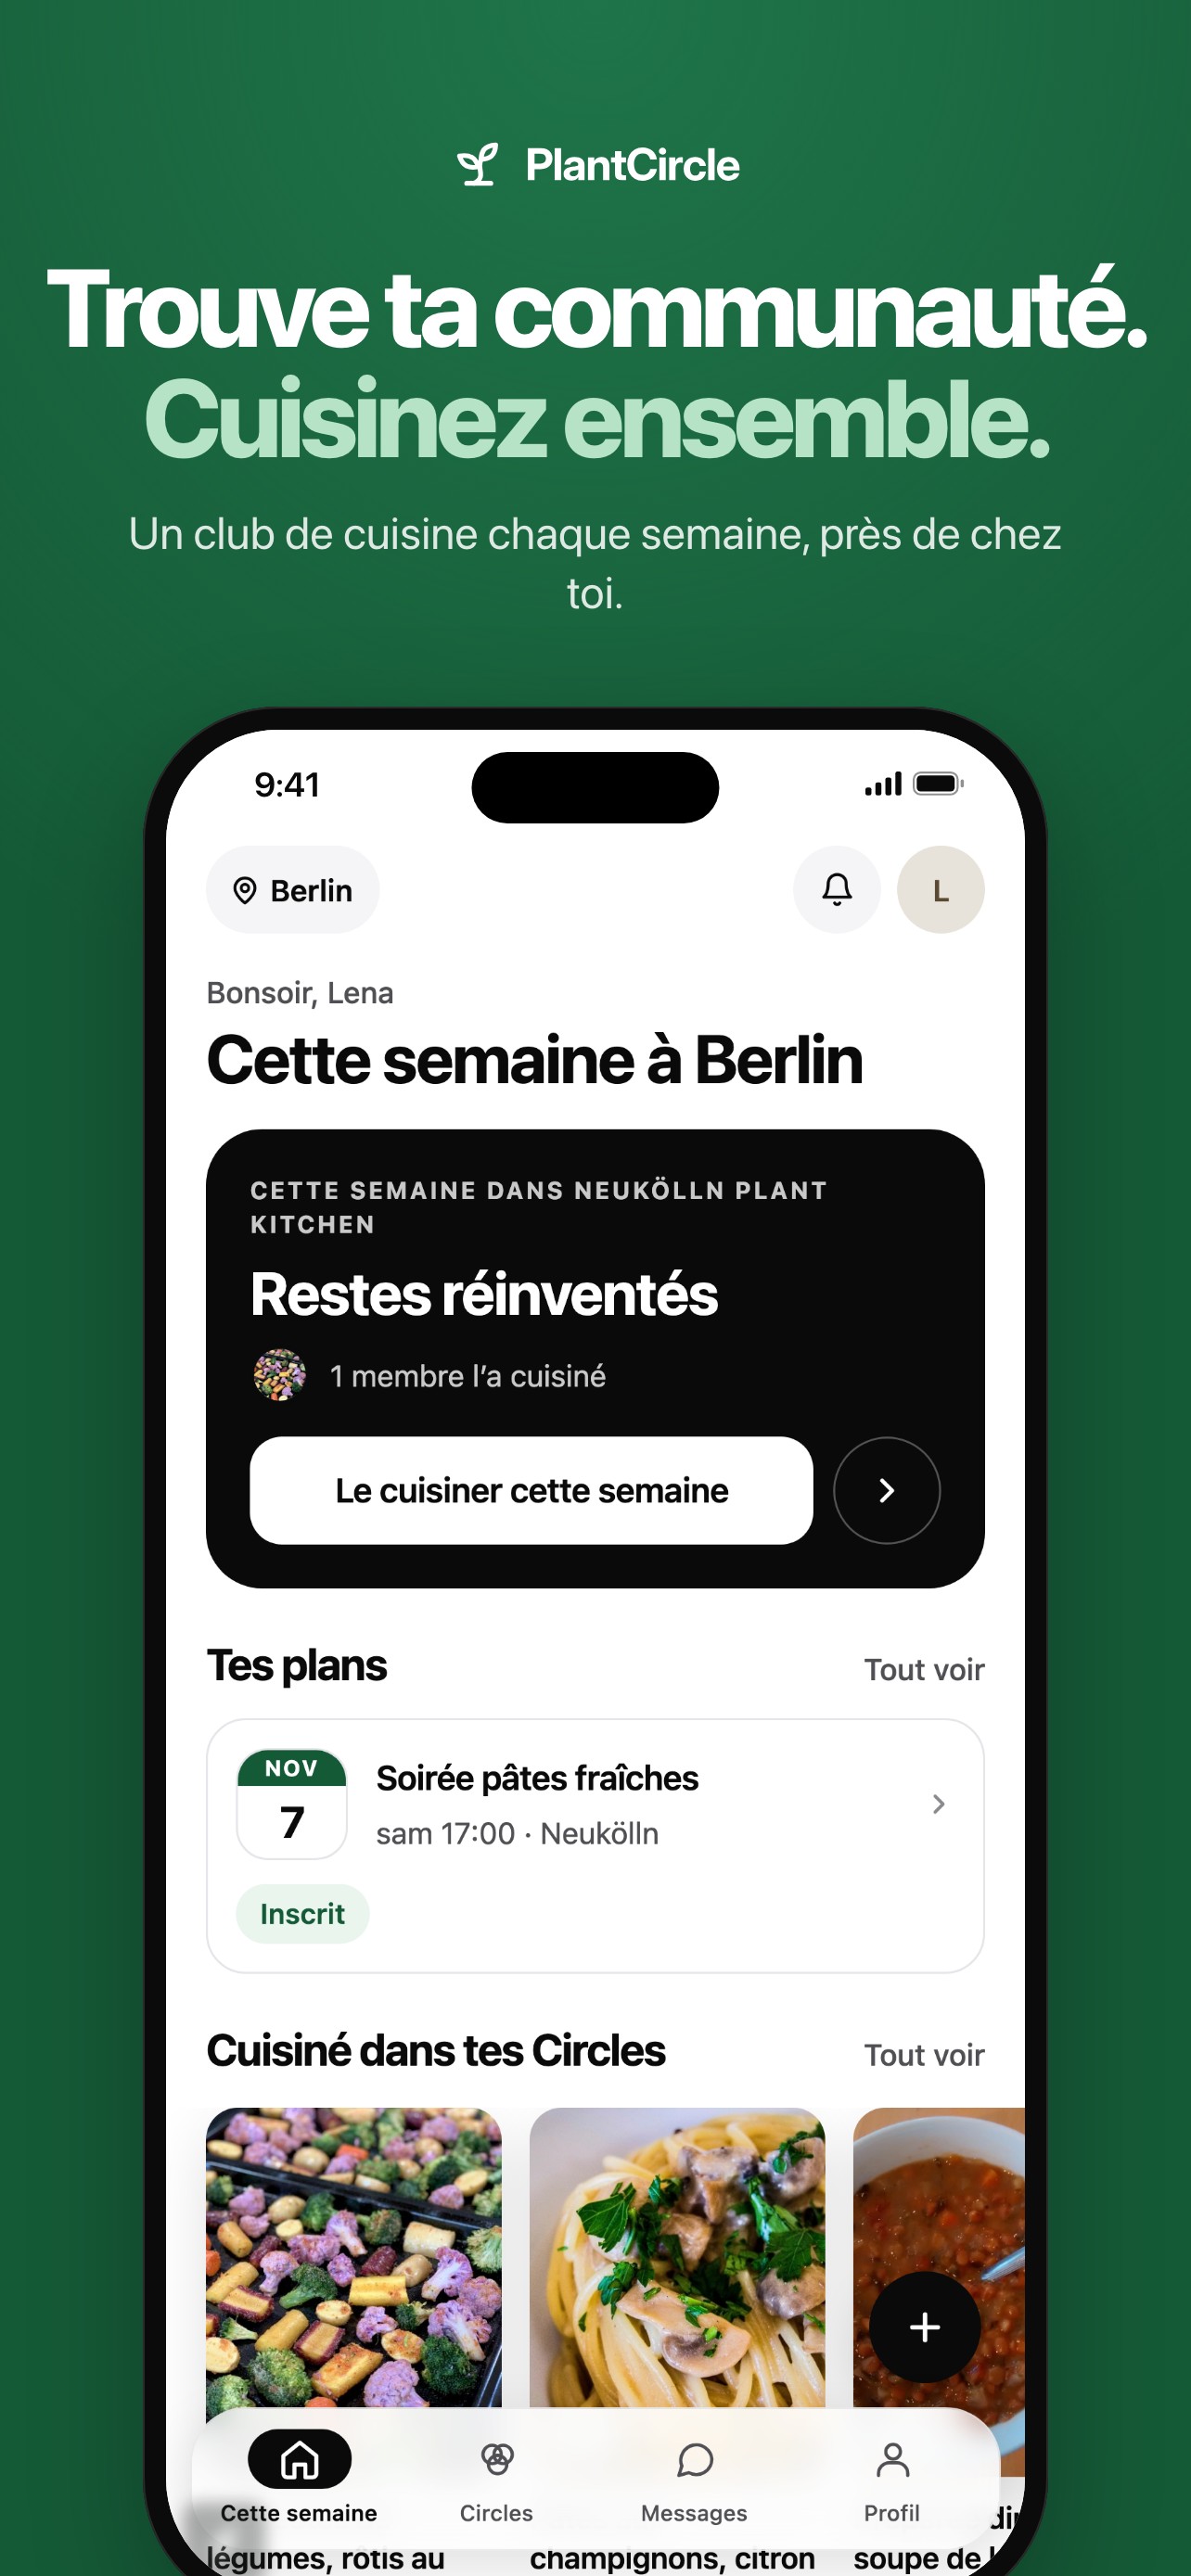 PlantCircle
Trouve ta communauté.
Cuisinez ensemble.
Un club de cuisine chaque semaine, près de chez
toi.
9:41
Berlin
L
Bonsoir, Lena
Cette semaine à Berlin
CETTE SEMAINE DANS NEUKÖLLN PLANT
KITCHEN
Restes réinventés
1 membre l’a cuisiné
Le cuisiner cette semaine
Tes plans
Tout voir
NOV
7
Soirée pâtes fraîches
sam 17:00 · Neukölln
Inscrit
Cuisiné dans tes Circles
Tout voir
Cette semaine
Circles
Messages
Profil
légumes, rôtis au
champignons, citron
soupe de